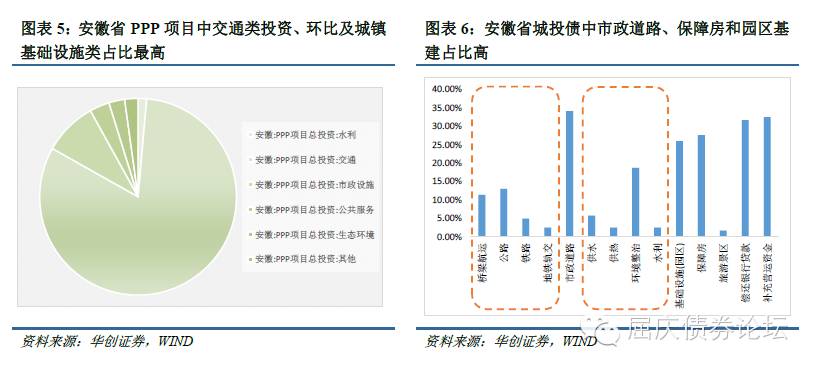 图表 5：安徽省 PPP 项目中交通类投资、环比及城镇
基础设施类占比最高
安徽:PPP项目总投资:水利
安徽:PPP项目总投资:交通
安徽:PPP项目总投资:市政设施
安徽:PPP项目总投资:公共服务
安徽:PPP项目总投资:生态环境
安徽:PPP项目总投资:其他
资料来源：华创证券，WIND
图表 6：安徽省城投债中市政道路、保障房和园区基
建占比高
40.00%
35.00%
30.00%
25.00%
20.00%
15.00%
10.00%
5.00%
0.00%
桥梁航运
公路
铁路
地铁轨交
市政道路
供水
供热
环境整治
水利
基础设施(园区)
保障房
旅游景区
偿还银行贷款
补充营运资金
资料来源：华创证券，WIND
屈庆债券论坛